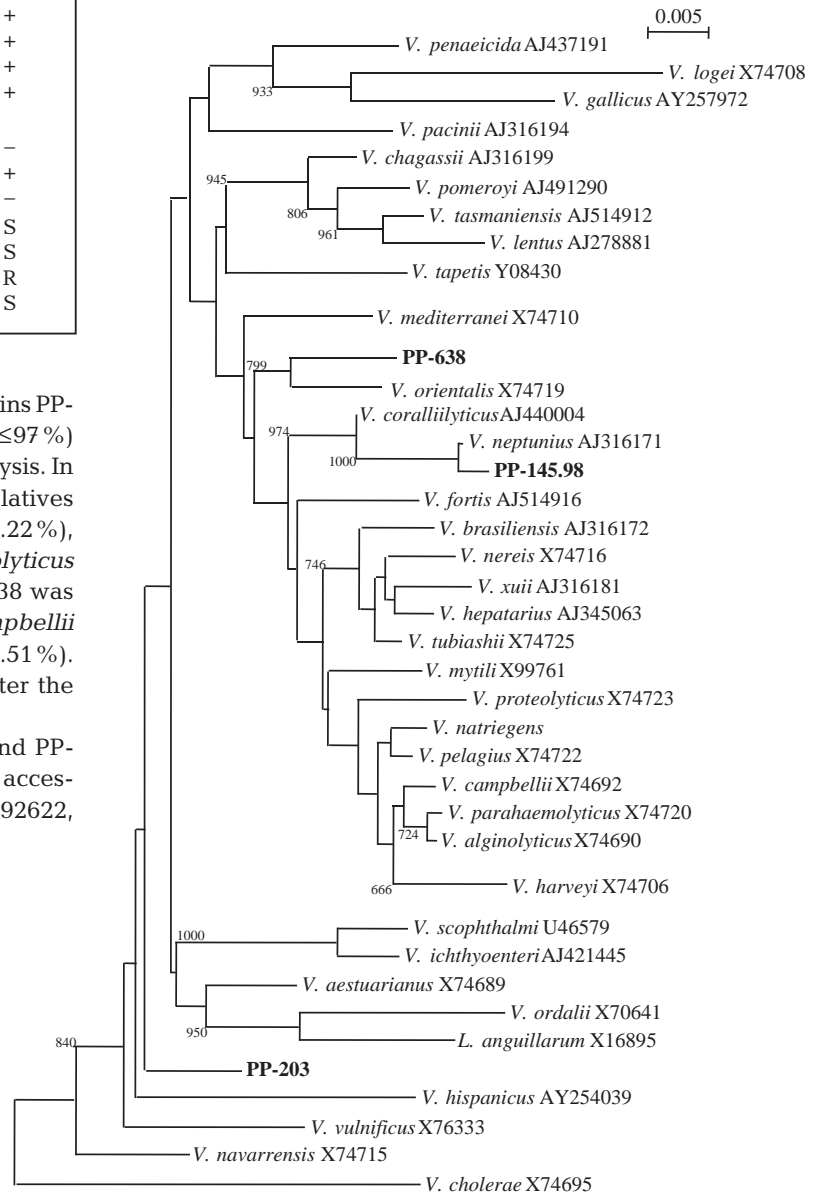 +
+
+
+
–
+
–
S
S
R
S
ins PP-
≤97 %)
ysis. In
latives
.22 %),
olyticus
38 was
mpbellii
.51 %).
ter the
nd PP-
acces-
92622,
0.005
V. penaeicida AJ437191
V. logei X74708
933
V. gallicus AY257972
V. pacinii AJ316194
V. chagassii AJ316199
945
V. pomeroyi AJ491290
806
V. tasmaniensis AJ514912
961
V. lentus AJ278881
V. tapetis Y08430
V. mediterranei X74710
PP-638
799
V. orientalis X74719
V. coralliilyticus AJ440004
974
V. neptunius AJ316171
1000
PP-145.98
V. fortis AJ514916
V. brasiliensis AJ316172
V. nereis X74716
746
V. xuii AJ316181
V. hepatarius AJ345063
V. tubiashii X74725
V. mytili X99761
V. proteolyticus X74723
V. natriegens
V. pelagius X74722
V. campbellii X74692
V. parahaemolyticus X74720
724
V. alginolyticus X74690
V. harveyi X74706
666
V. scophthalmi U46579
1000
V. ichthyoenteri AJ421445
V. aestuarianus X74689
V. ordalii X70641
950
L. anguillarum X16895
840
PP-203
V. hispanicus AY254039
V. vulnificus X76333
V. navarrensis X74715
V. cholerae X74695